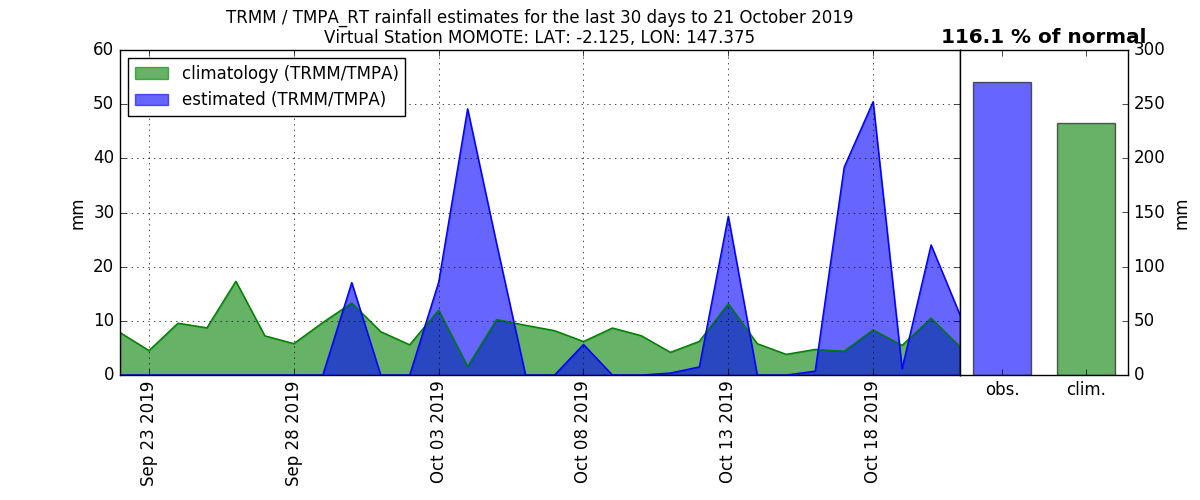 TRMM / TMPA_RT rainfall estimates for the last 30 days to 21 October 2019
Virtual Station MOMOTE: LAT: -2.125, LON: 147.375
116.1 % of normal
climatology (TRMM/TMPA)
estimated (TRMM/TMPA)
60
50
40
30
20
10
0
mm
Sep 23 2019
Sep 28 2019
Oct 03 2019
Oct 08 2019
Oct 13 2019
Oct 18 2019
300
250
200
150
100
50
0
mm
obs.
clim.